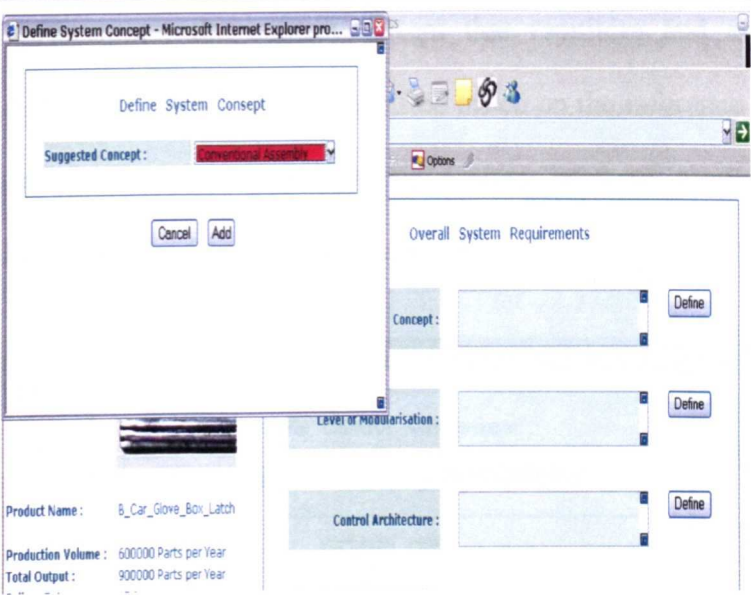 Define System Concept - Microsoft Internet Explorer pro...
Define System Consept
Suggested Concept :
Conventional Assembly
Cancel
Add
Options
Overall System Requirements
Concept :
Define
Level of Modularisation :
Define
Control Architecture :
Define
Product Name :
B_Car_Glove_Box_Latch
Production Volume :
600000 Parts per Year
Total Output :
900000 Parts per Year